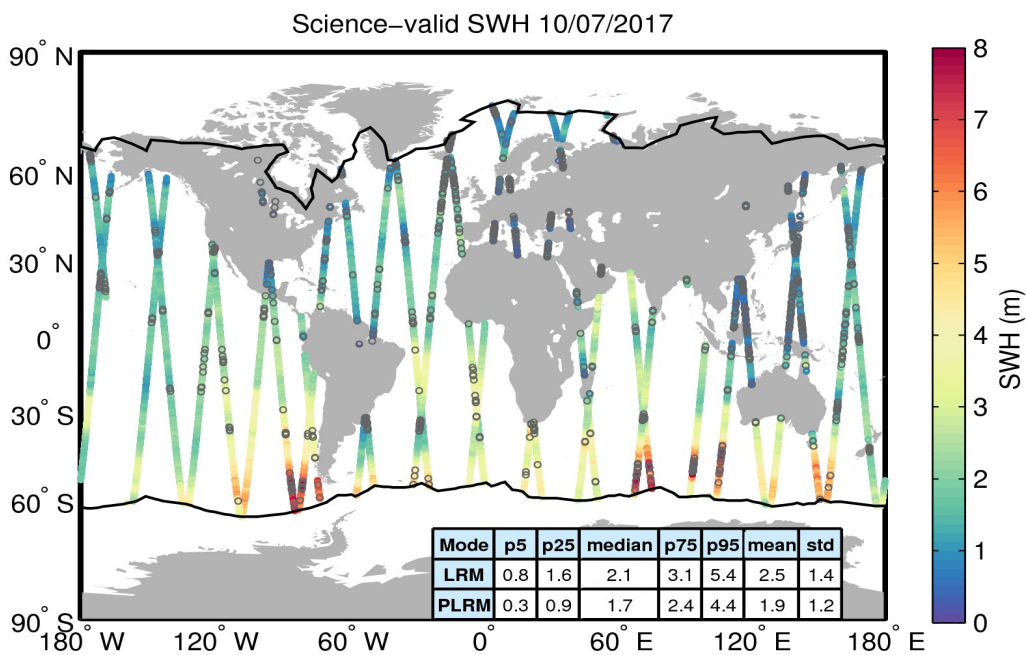 Science−valid SWH 10/07/2017
90° N
60° N
30° N
0°
30° S
60° S
90° S
180° W
120° W
60° W
0°
60° E
120° E
180° E
8
7
6
5
4
3
2
1
0
SWH (m)
Mode p5 p25 median p75 p95 mean std
LRM 0.8 1.6 2.1 3.1 5.4 2.5 1.4
PLRM 0.3 0.9 1.7 2.4 4.4 1.9 1.2